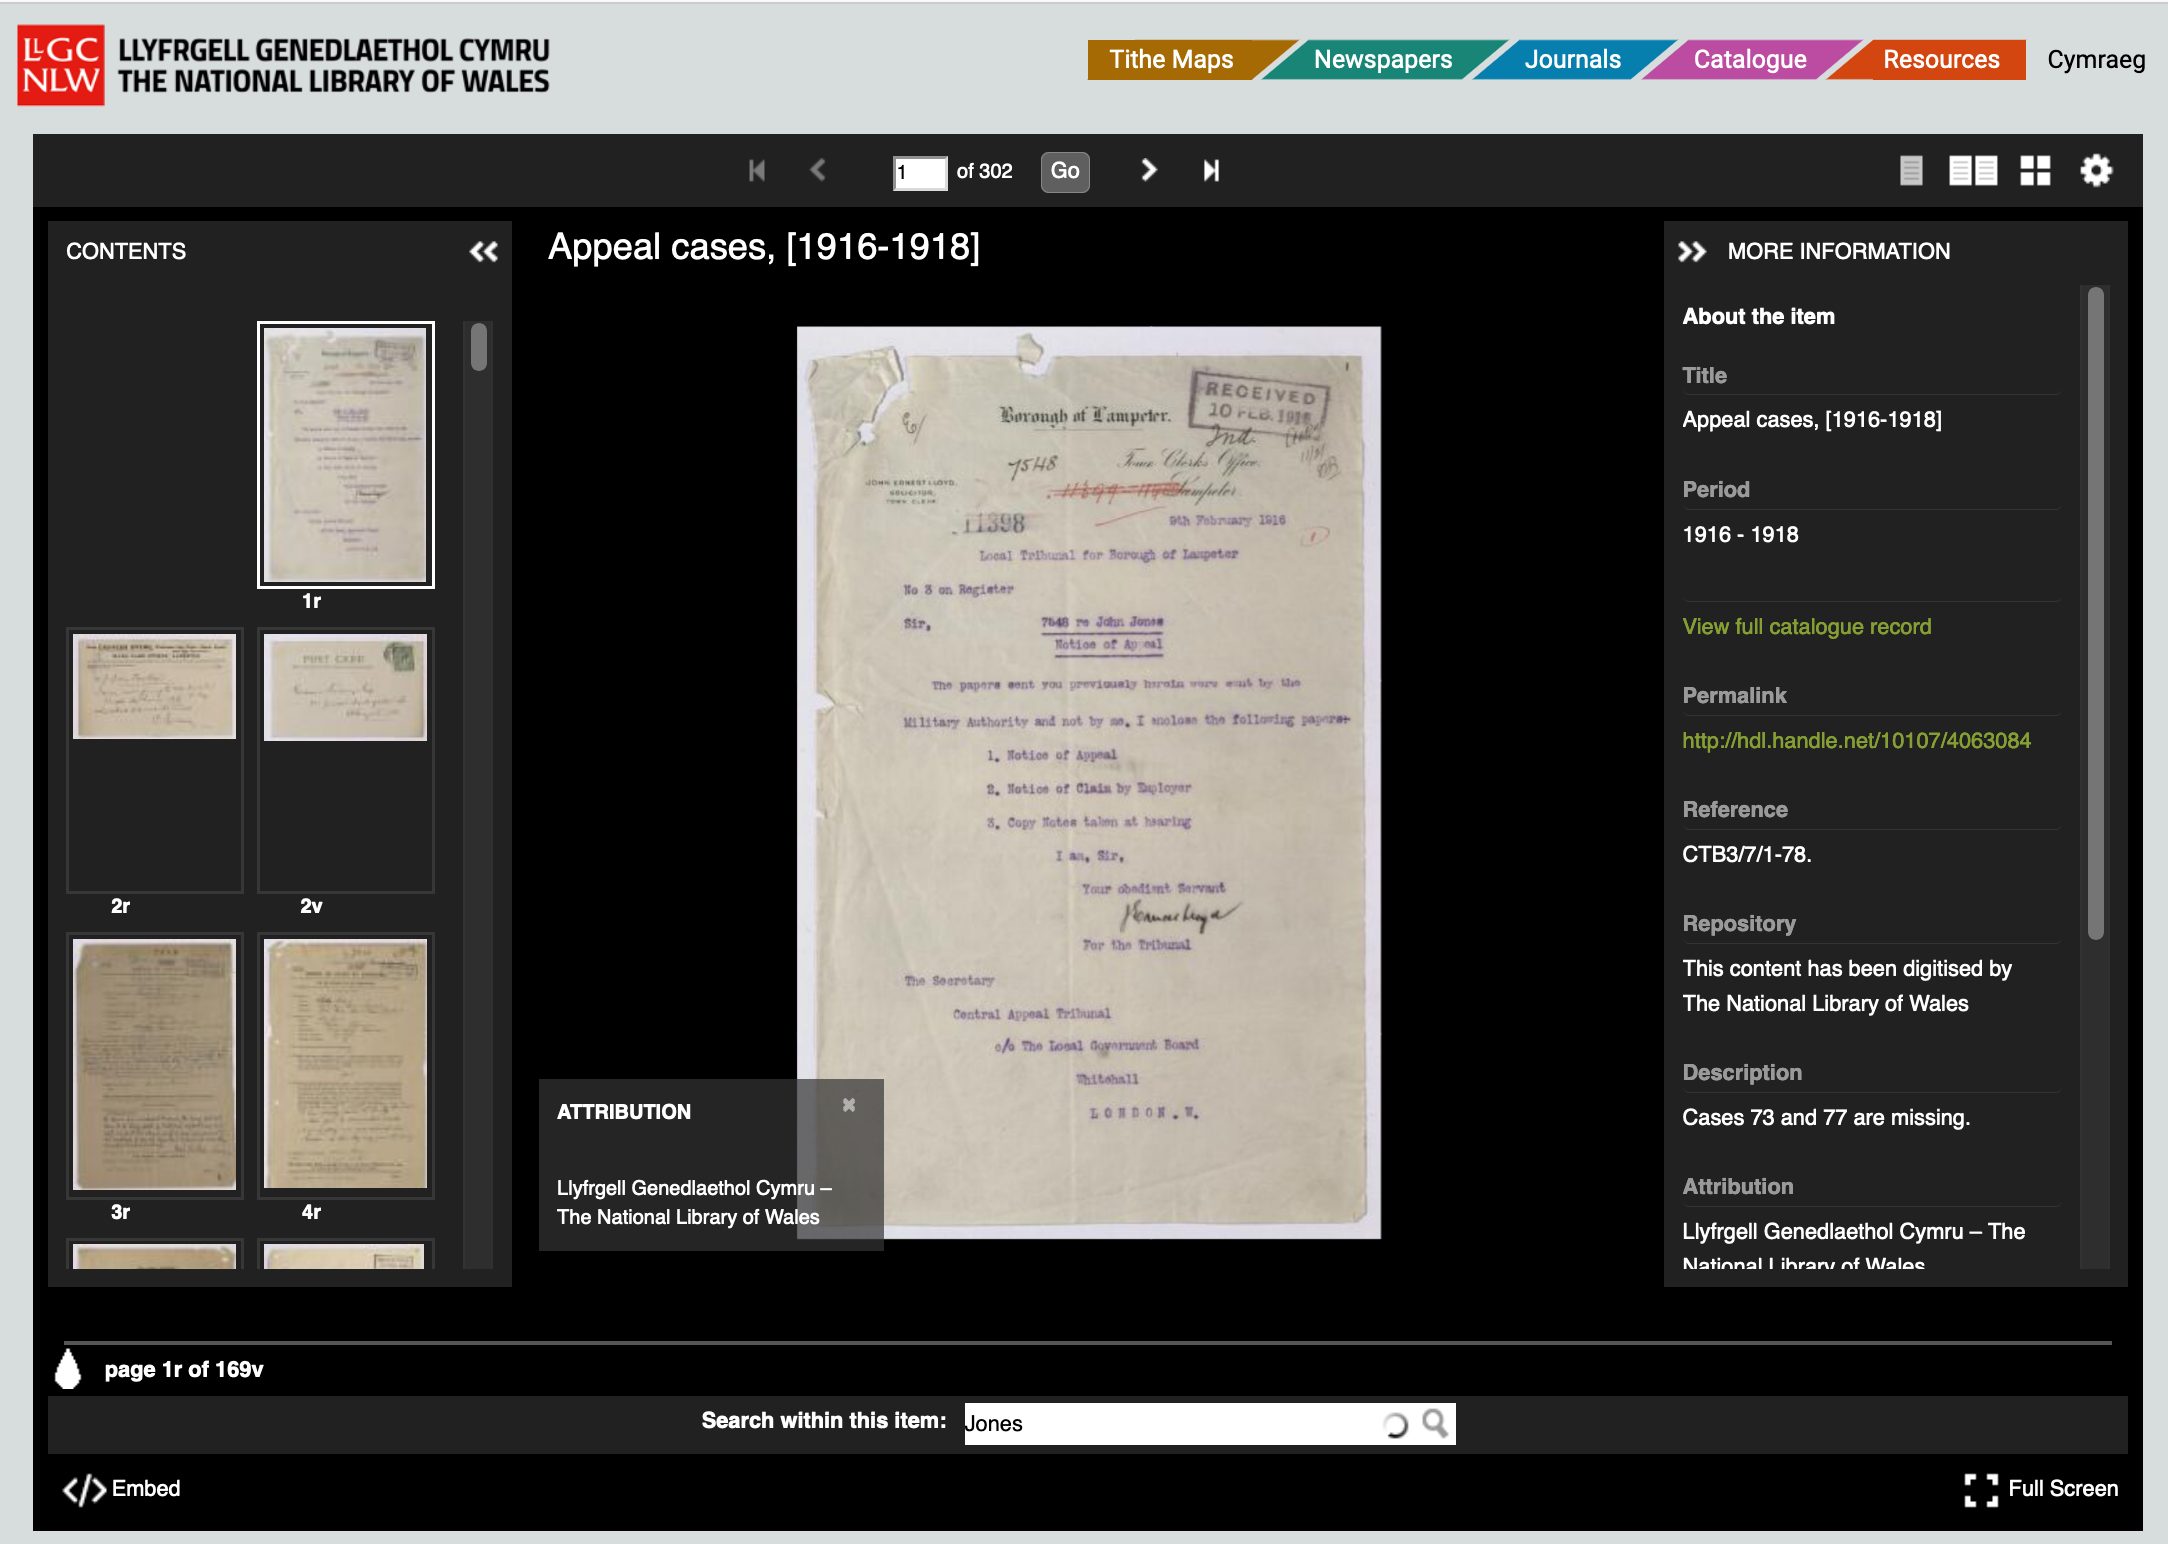 LLGC
NLW
LLYFRGELL GENEDLAETHOL CYMRU
THE NATIONAL LIBRARY OF WALES
Tithe Maps
Newspapers
Journals
Catalogue
Resources
Cymraeg
1 of 302 Go
CONTENTS
1r
POST CARD
2r
2v
3r
4r
Appeal cases, [1916-1918]
RECEIVED
10 FEB. 1916
Borough of Lampeter.
Ind.
7548
Town Clerk's Office,
Lampeter
JOHN ERNEST LLOYD,
SOLICITOR,
TOWN CLERK
11398
9th February 1916
1
Local Tribunal for Borough of Lampeter
No 3 on Register
Sir,
7548 re John Jones
Notice of Appeal
The papers sent you previously herein were sent by the
Military Authority and not by me. I enclose the following papers:-
1. Notice of Appeal
2. Notice of Claim by Employer
3. Copy Notes taken at hearing
I am, Sir,
Your obedient Servant
For the Tribunal
The Secretary
Central Appeal Tribunal
c/o The Local Government Board
Whitehall
LONDON. W.
ATTRIBUTION
Llyfrgell Genedlaethol Cymru –
The National Library of Wales
MORE INFORMATION
About the item
Title
Appeal cases, [1916-1918]
Period
1916 - 1918
View full catalogue record
Permalink
http://hdl.handle.net/10107/4063084
Reference
CTB3/7/1-78.
Repository
This content has been digitised by
The National Library of Wales
Description
Cases 73 and 77 are missing.
Attribution
Llyfrgell Genedlaethol Cymru – The
National Library of Wales
page 1r of 169v
Search within this item: Jones
Embed
Full Screen